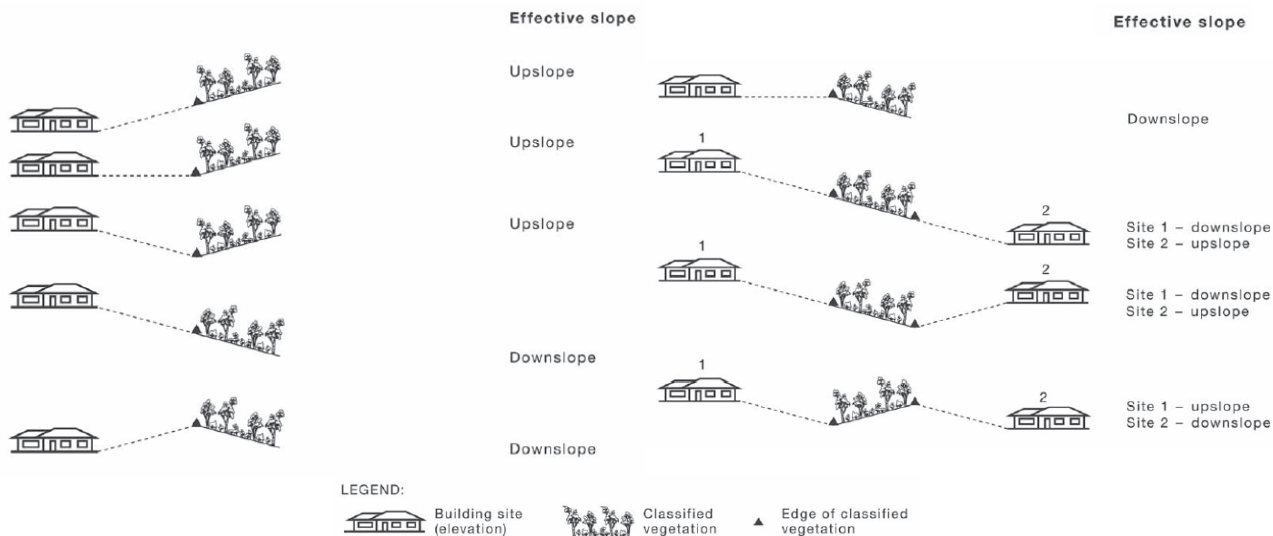 Effective slope
Upslope
Upslope
Upslope
Downslope
Downslope
Effective slope
Downslope
1
2
Site 1 – downslope
Site 2 – upslope
1
2
Site 1 – downslope
Site 2 – upslope
1
2
Site 1 – upslope
Site 2 – downslope
LEGEND:
Building site
(elevation)
Classified
vegetation
Edge of classified
vegetation